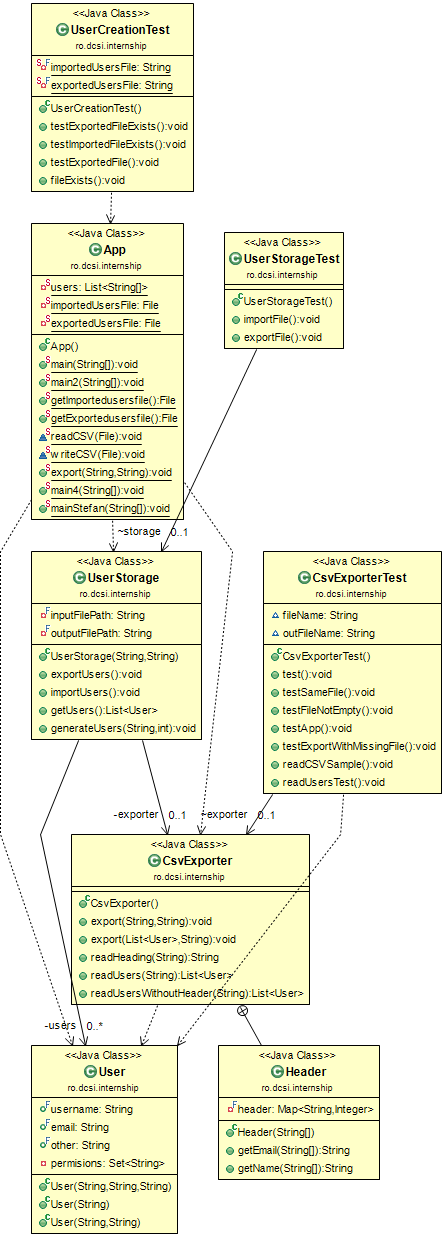 <<Java Class>>
UserCreationTest
ro.dcsi.internship
importedUsersFile: String
exportedUsersFile: String
UserCreationTest()
testExportedFileExists():void
testImportedFileExists():void
testExportedFile():void
fileExists():void
<<Java Class>>
App
ro.dcsi.internship
users: List<String[]>
importedUsersFile: File
exportedUsersFile: File
App()
main(String[]):void
main2(String[]):void
getImportedusersfile():File
getExportedusersfile():File
readCSV(File):void
writeCSV(File):void
export(String,String):void
main4(String[]):void
mainStefan(String[]):void
<<Java Class>>
UserStorageTest
ro.dcsi.internship
UserStorageTest()
importFile():void
exportFile():void
~storage 0..1
<<Java Class>>
UserStorage
ro.dcsi.internship
inputFilePath: String
outputFilePath: String
UserStorage(String,String)
exportUsers():void
importUsers():void
getUsers():List<User>
generateUsers(String,int):void
<<Java Class>>
CsvExporterTest
ro.dcsi.internship
fileName: String
outFileName: String
CsvExporterTest()
test():void
testSameFile():void
testFileNotEmpty():void
testApp():void
testExportWithMissingFile():void
readCSVSample():void
readUsersTest():void
-exporter 0..1 ~exporter 0..1
<<Java Class>>
CsvExporter
ro.dcsi.internship
CsvExporter()
export(String,String):void
export(List<User>,String):void
readHeading(String):String
readUsers(String):List<User>
readUsersWithoutHeader(String):List<User>
-users 0..*
<<Java Class>>
User
ro.dcsi.internship
username: String
email: String
other: String
permisions: Set<String>
User(String,String,String)
User(String)
User(String,String)
<<Java Class>>
Header
ro.dcsi.internship
header: Map<String,Integer>
Header(String[])
getEmail(String[]):String
getName(String[]):String